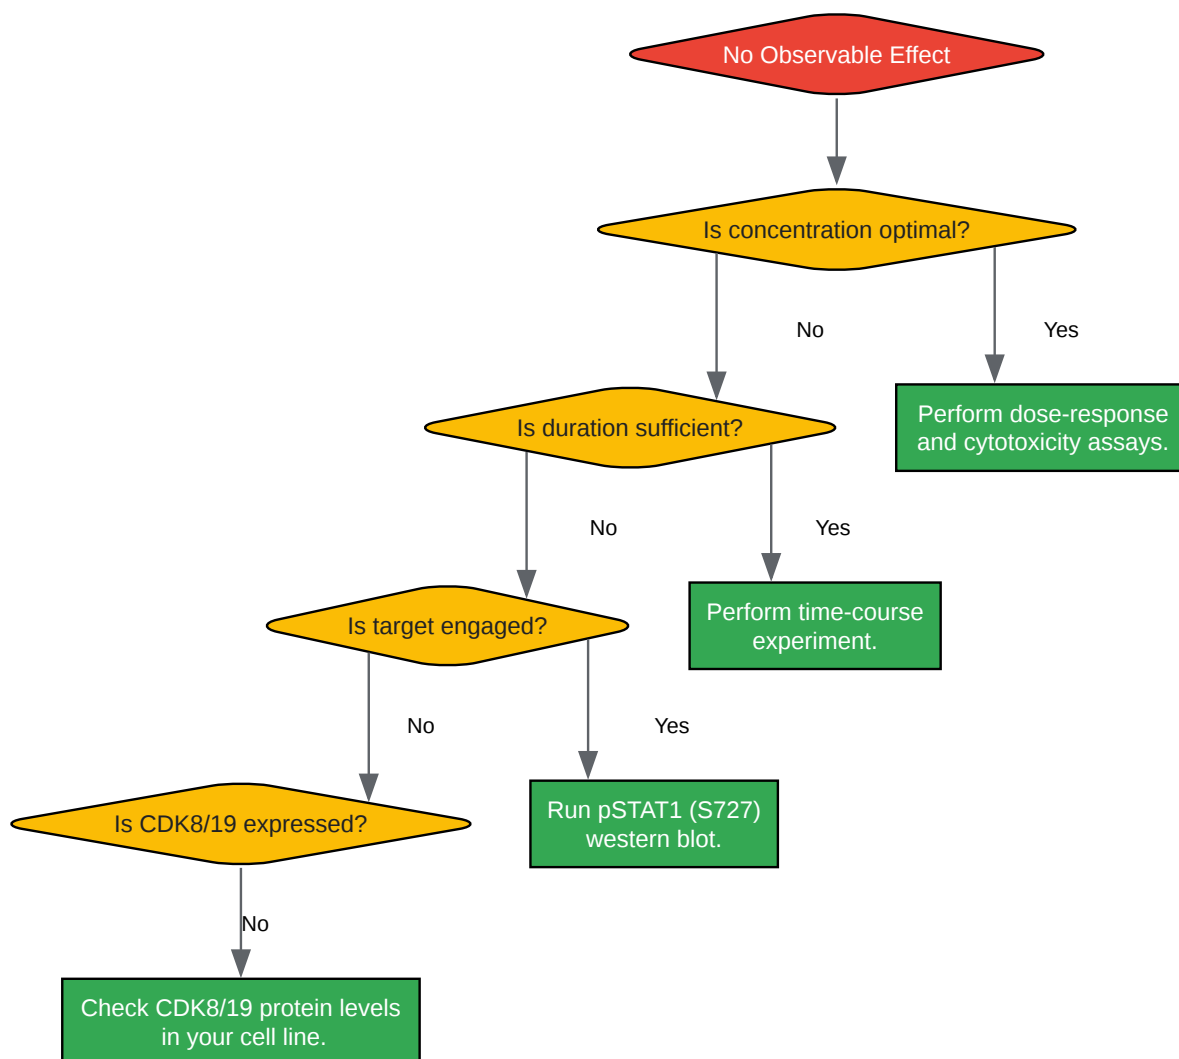 No Observable Effect
Is concentration optimal?
No
Yes
Perform dose-response
and cytotoxicity assays.
Is duration sufficient?
No
Yes
Perform time-course
experiment.
Is target engaged?
No
Yes
Run pSTAT1 (S727)
western blot.
Is CDK8/19 expressed?
No
Check CDK8/19 protein levels
in your cell line.